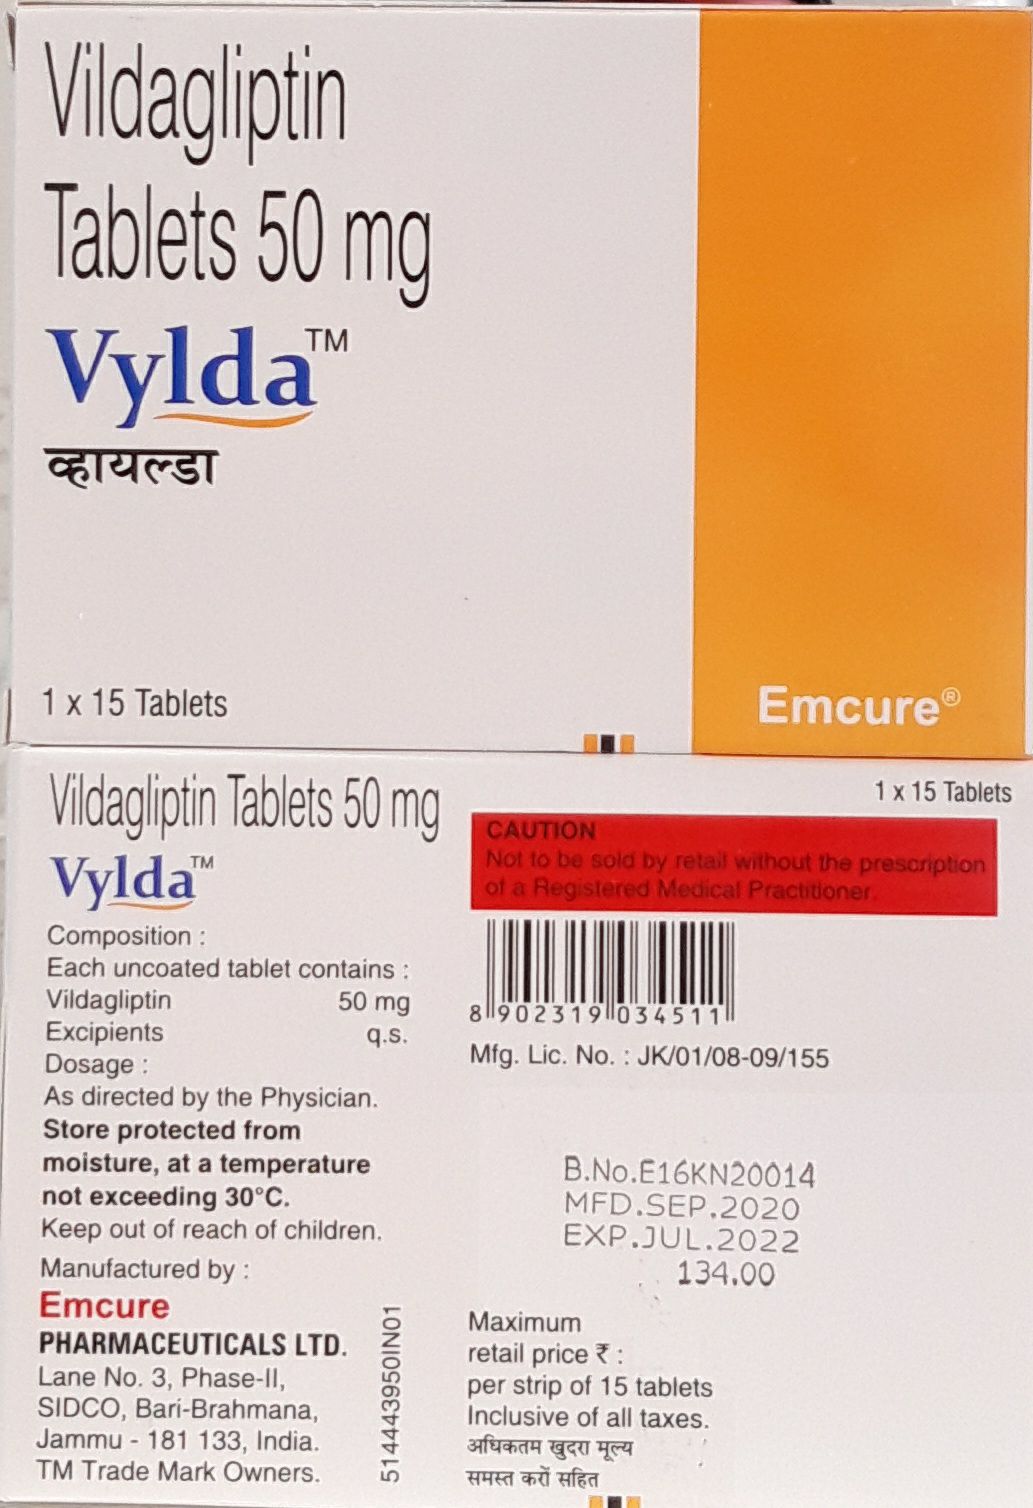 Vildagliptin
Tablets 50 mg
Vylda™
व्हायल्डा
1 x 15 Tablets
Emcure®
Vildagliptin Tablets 50 mg
Vylda™
Composition :
Each uncoated tablet contains :
Vildagliptin 50 mg
Excipients q.s.
Dosage :
As directed by the Physician.
Store protected from
moisture, at a temperature
not exceeding 30°C.
Keep out of reach of children.
Manufactured by :
Emcure
PHARMACEUTICALS LTD.
Lane No. 3, Phase-II,
SIDCO, Bari-Brahmana,
Jammu - 181 133, India.
TM Trade Mark Owners.
514443950IN01
1 x 15 Tablets
CAUTION
Not to be sold by retail without the prescription
of a Registered Medical Practitioner.
8 902319 034511
Mfg. Lic. No. : JK/01/08-09/155
B.No.E16KN20014
MFD.SEP.2020
EXP.JUL.2022
134.00
Maximum
retail price ₹ :
per strip of 15 tablets
Inclusive of all taxes.
अधिकतम खुदरा मूल्य
समस्त करों सहित